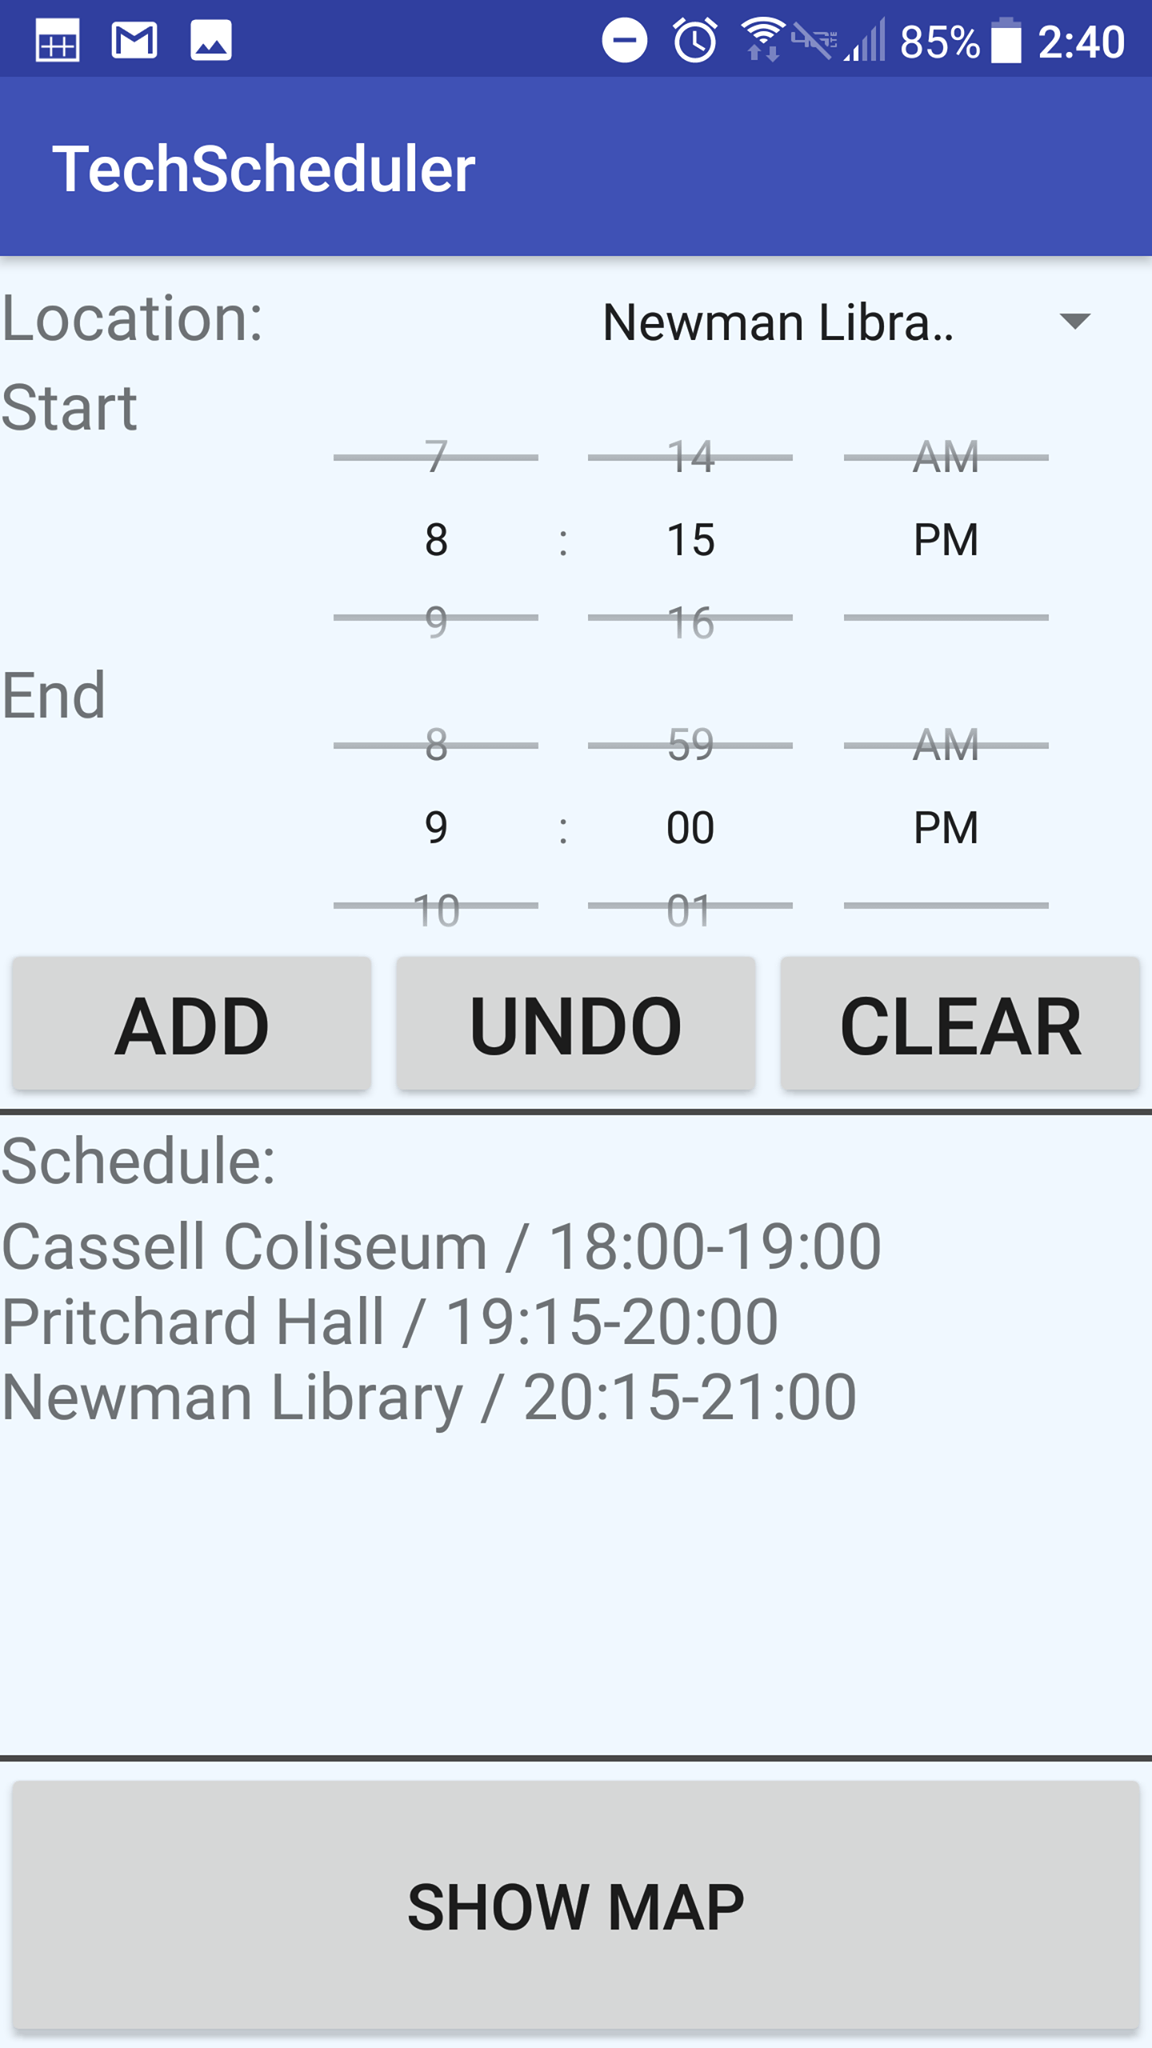 85% 2:40
TechScheduler
Location: Newman Libra..
Start
7 14 AM
8 : 15 PM
9 16
End
8 59 AM
9 : 00 PM
10 01
ADD UNDO CLEAR
Schedule:
Cassell Coliseum / 18:00-19:00
Pritchard Hall / 19:15-20:00
Newman Library / 20:15-21:00
SHOW MAP